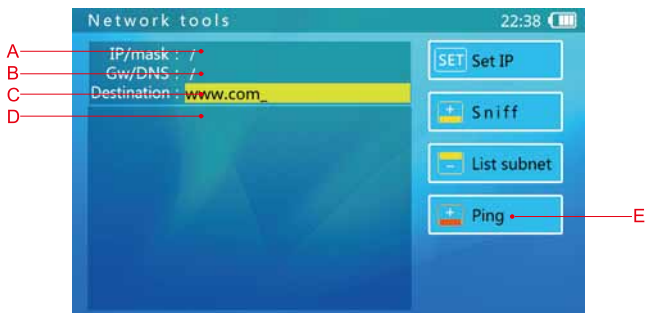 Network tools 22:38
A
IP/mask : /
SET Set IP
B
Gw/DNS : /
C
Destination : www.com_
D
+ Sniff
- List subnet
+ Ping
E